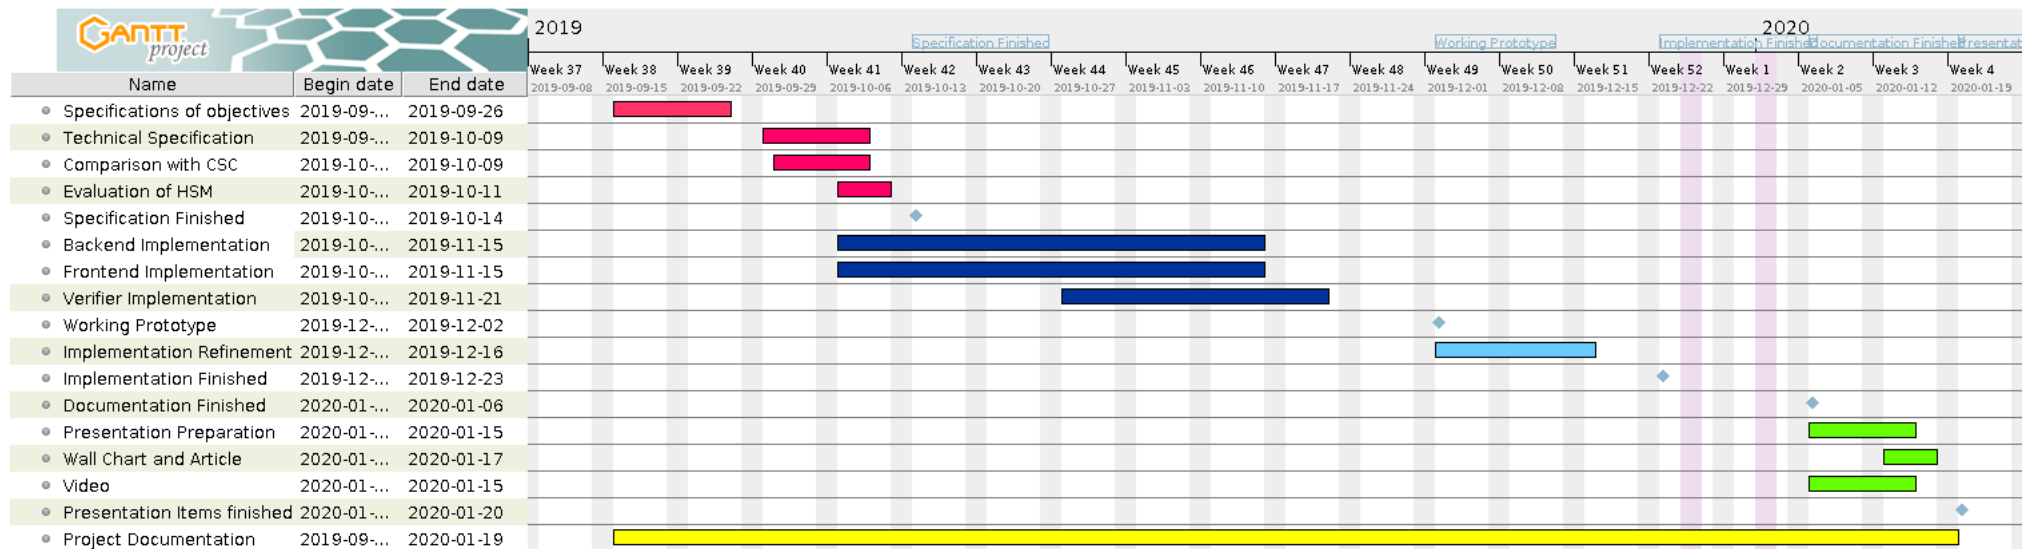 GANTT project
2019 2020
Specification Finished Working Prototype Implementation Finished Documentation Finished Presentat
Week 37 Week 38 Week 39 Week 40 Week 41 Week 42 Week 43 Week 44 Week 45 Week 46 Week 47 Week 48 Week 49 Week 50 Week 51 Week 52 Week 1 Week 2 Week 3 Week 4
Name Begin date End date 2019-09-08 2019-09-15 2019-09-22 2019-09-29 2019-10-06 2019-10-13 2019-10-20 2019-10-27 2019-11-03 2019-11-10 2019-11-17 2019-11-24 2019-12-01 2019-12-08 2019-12-15 2019-12-22 2019-12-29 2020-01-05 2020-01-12 2020-01-19
Specifications of objectives 2019-09-... 2019-09-26
Technical Specification 2019-09-... 2019-10-09
Comparison with CSC 2019-10-... 2019-10-09
Evaluation of HSM 2019-10-... 2019-10-11
Specification Finished 2019-10-... 2019-10-14
Backend Implementation 2019-10-... 2019-11-15
Frontend Implementation 2019-10-... 2019-11-15
Verifier Implementation 2019-10-... 2019-11-21
Working Prototype 2019-12-... 2019-12-02
Implementation Refinement 2019-12-... 2019-12-16
Implementation Finished 2019-12-... 2019-12-23
Documentation Finished 2020-01-... 2020-01-06
Presentation Preparation 2020-01-... 2020-01-15
Wall Chart and Article 2020-01-... 2020-01-17
Video 2020-01-... 2020-01-15
Presentation Items finished 2020-01-... 2020-01-20
Project Documentation 2019-09-... 2020-01-19